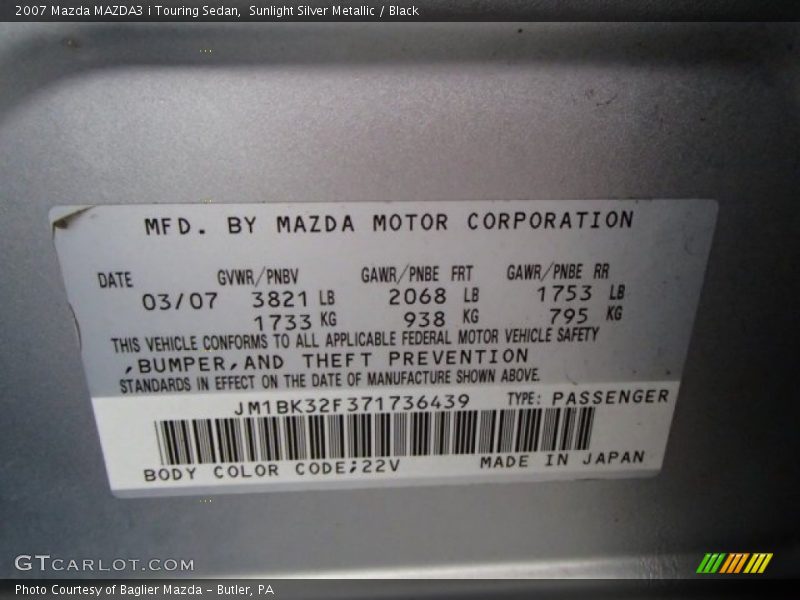 2007 Mazda MAZDA3 i Touring Sedan,  Sunlight Silver Metallic / Black
MFD. BY MAZDA MOTOR CORPORATION
DATE GVWR/PNBV GAWR/PNBE FRT GAWR/PNBE RR
03/07 3821 LB 2068 LB 1753 LB
1733 KG 938 KG 795 KG
THIS VEHICLE CONFORMS TO ALL APPLICABLE FEDERAL MOTOR VEHICLE SAFETY
,BUMPER,AND THEFT PREVENTION
STANDARDS IN EFFECT ON THE DATE OF MANUFACTURE SHOWN ABOVE.
JM1BK32F371736439 TYPE: PASSENGER
BODY COLOR CODE;22V MADE IN JAPAN
GTCARLOT.COM
Photo Courtesy of Baglier Mazda - Butler, PA